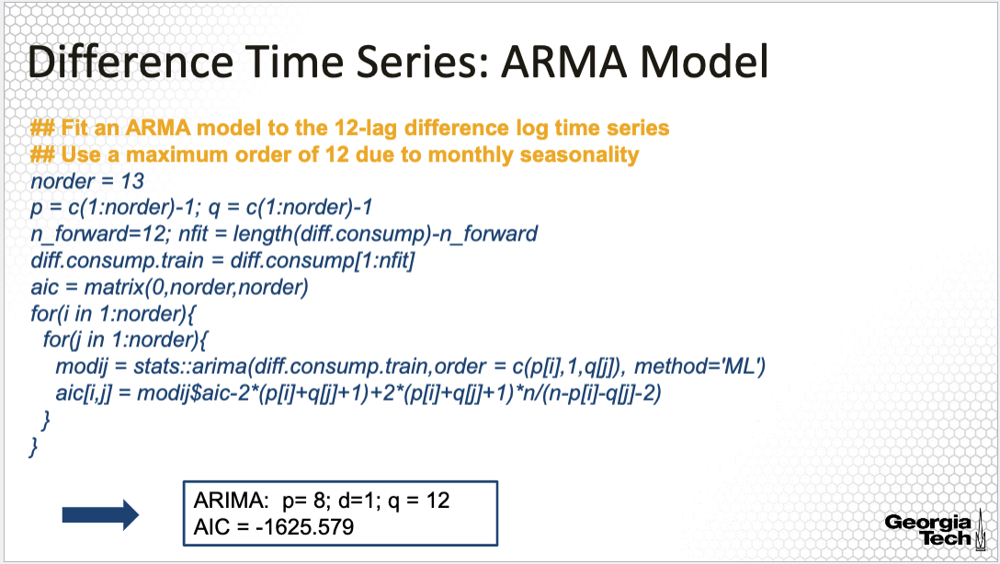 Difference Time Series: ARMA Model
## Fit an ARMA model to the 12-lag difference log time series
## Use a maximum order of 12 due to monthly seasonality
norder = 13
p = c(1:norder)-1; q = c(1:norder)-1
n_forward=12; nfit = length(diff.consump)-n_forward
diff.consump.train = diff.consump[1:nfit]
aic = matrix(0,norder,norder)
for(i in 1:norder){
for(j in 1:norder){
modij = stats::arima(diff.consump.train,order = c(p[i],1,q[j]), method='ML')
aic[i,j] = modij$aic-2*(p[i]+q[j]+1)+2*(p[i]+q[j]+1)*n/(n-p[i]-q[j]-2)
}
}
ARIMA: p= 8; d=1; q = 12
AIC = -1625.579
Georgia
Tech